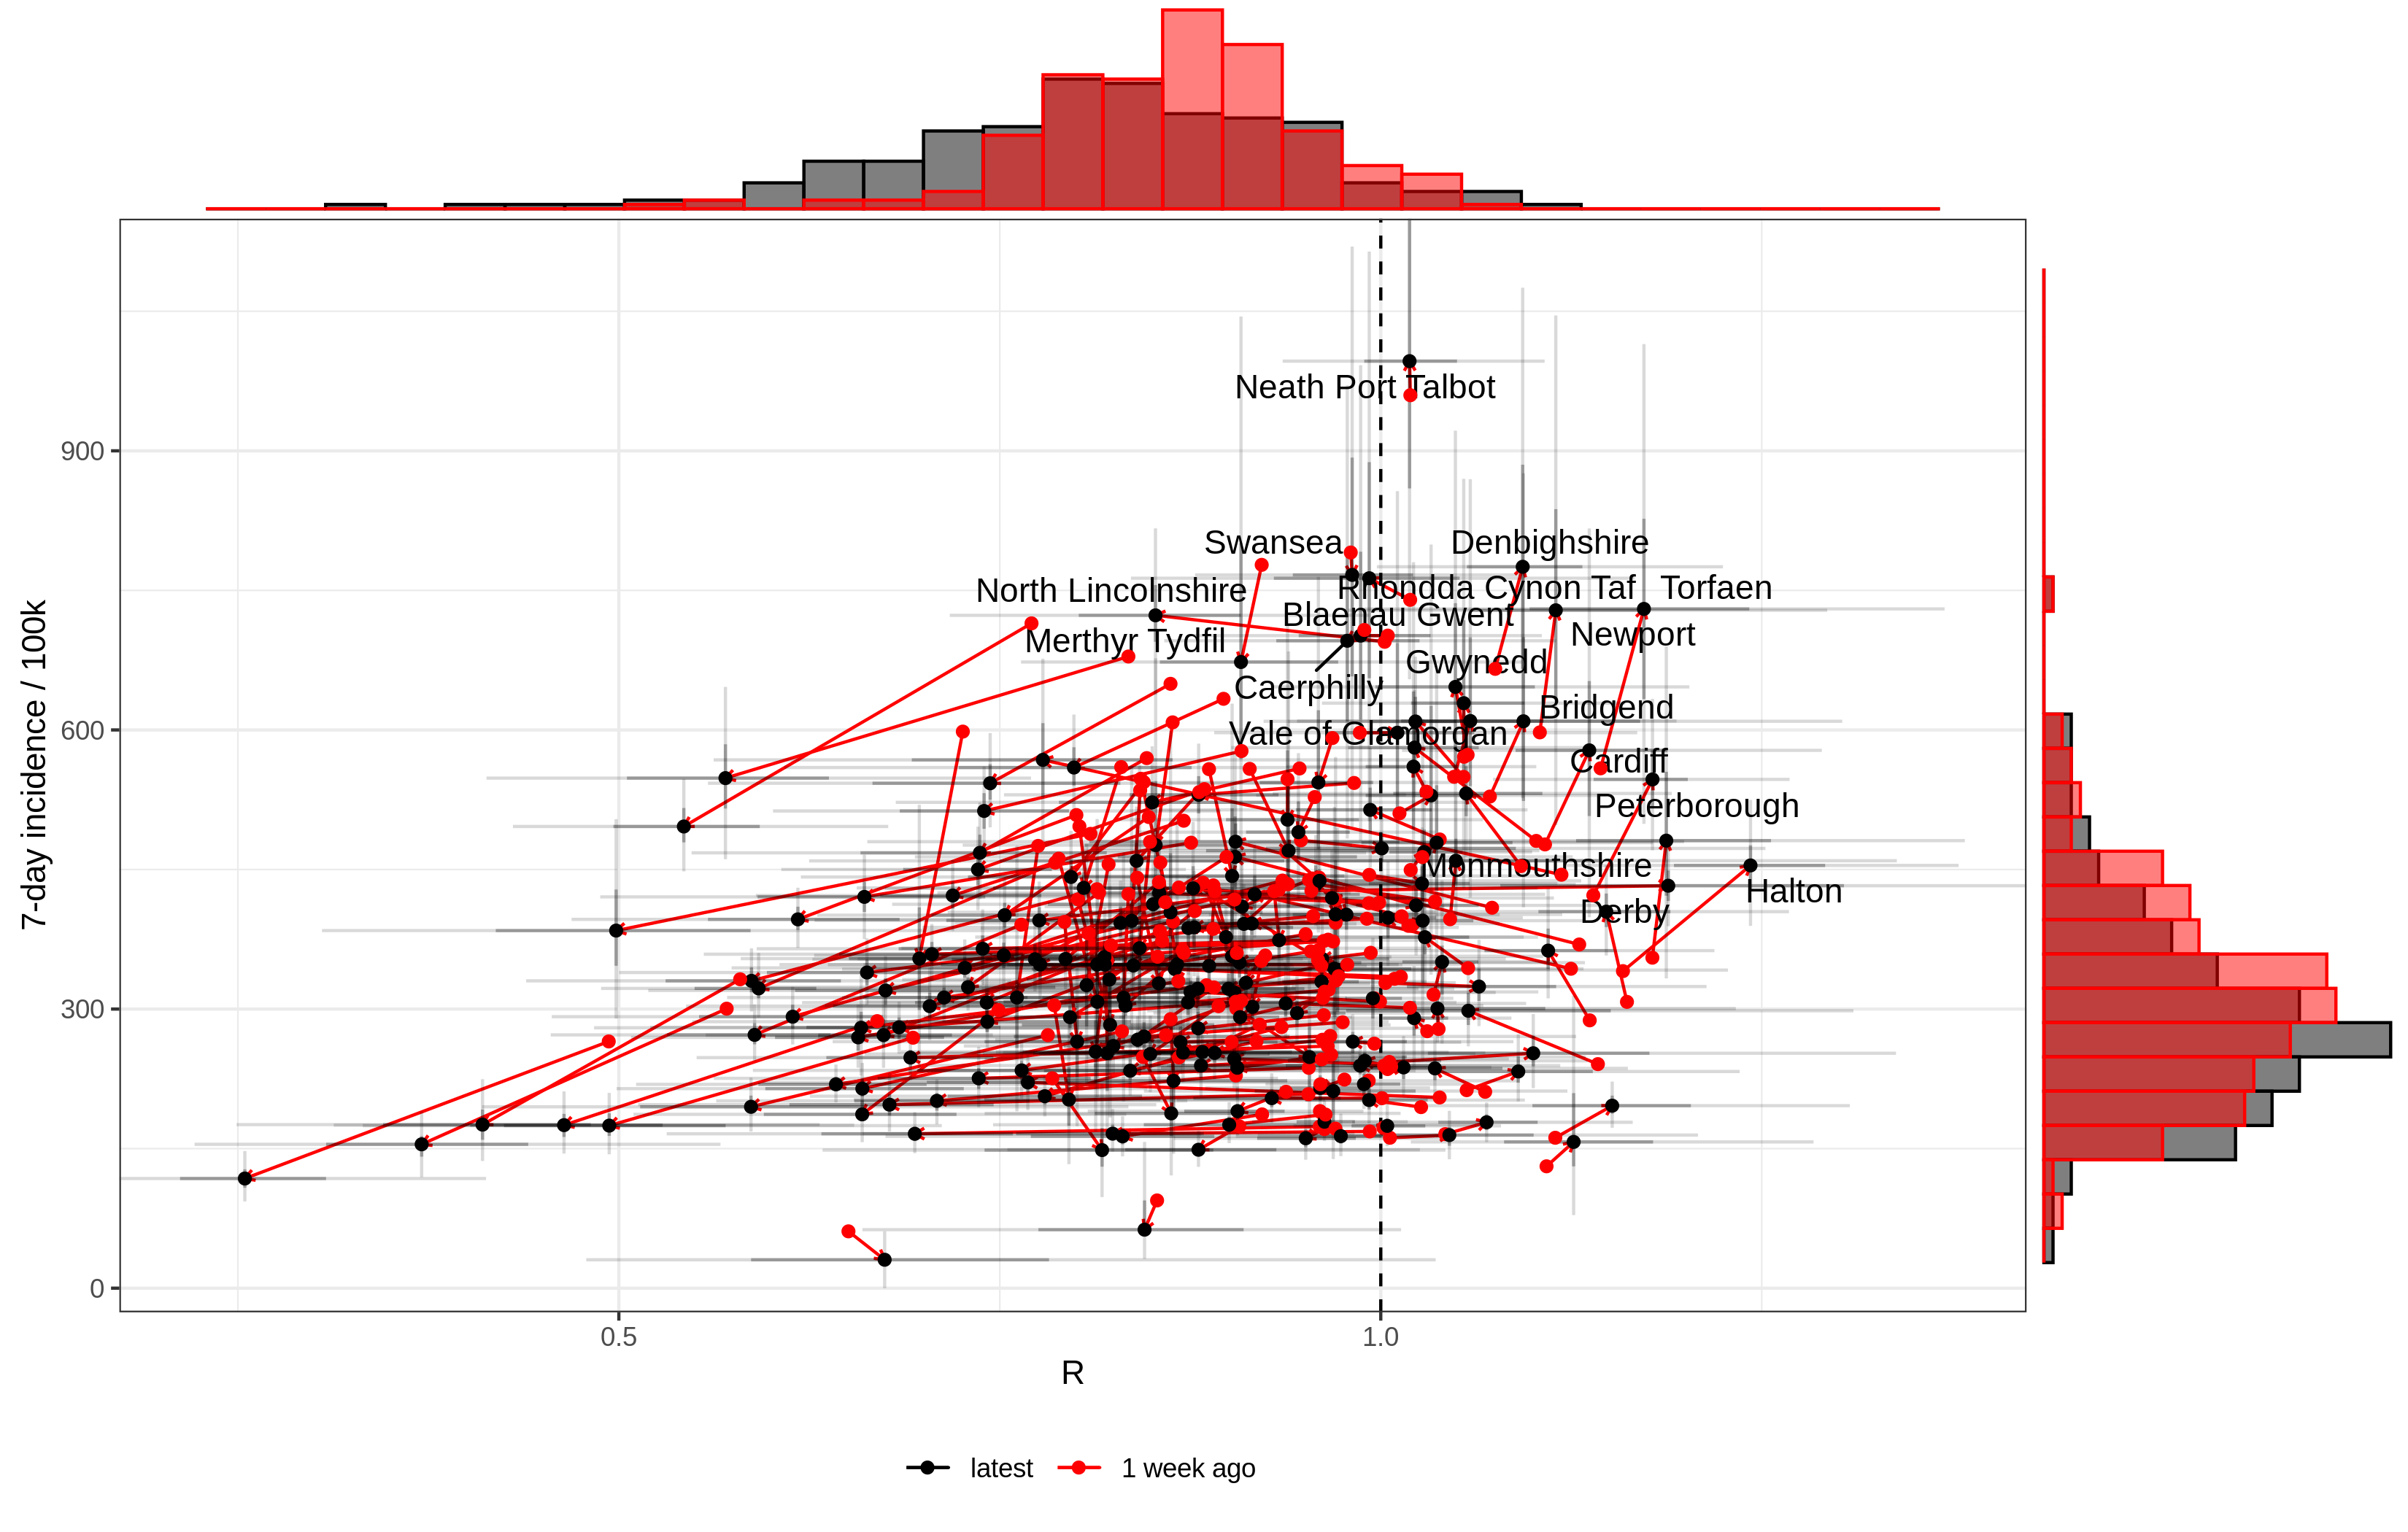 Neath Port Talbot
900
Swansea
Denbighshire
North Lincolnshire
Rhondda Cynon Taf
Torfaen
Blaenau Gwent
Merthyr Tydfil
Newport
Gwynedd
Caerphilly
Bridgend
600
Vale of Glamorgan
Cardiff
Peterborough
Monmouthshire
Halton
Derby
300
0
7-day incidence / 100k
0.5
1.0
R
latest
1 week ago